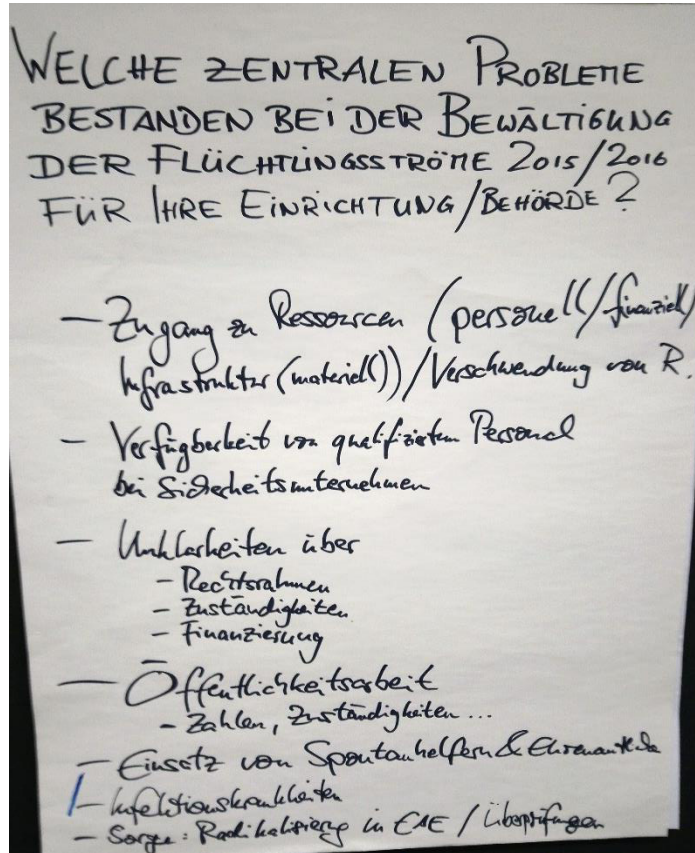 WELCHE ZENTRALEN PROBLEME
BESTANDEN BEI DER BEWÄLTIGUNG
DER FLÜCHTLINGSSTRÖME 2015/2016
FÜR IHRE EINRICHTUNG/BEHÖRDE?
— Zugang zu Ressourcen (personell/finanziell/
Infrastruktur (materiell))/Verschwendung von R.
- Verfügbarkeit von qualifiziertem Personal
bei Sicherheitsunternehmen
— Unklarheiten über
- Rechtsrahmen
- Zuständigkeiten
- Finanzierung
— Öffentlichkeitsarbeit
- Zahlen, Zuständigkeiten ...
- Einsatz von Spontanhelfern & Ehrenamtliche
- Infektionskrankheiten
- Sorge: Radikalisierung in EAE / Überprüfungen